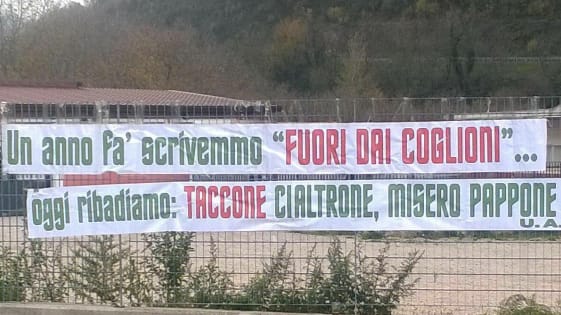 Un anno fa' scrivemmo "FUORI DAI COGLIONI"...
oggi ribadiamo: TACCONE CIALTRONE, MISERO PAPPONE
U.A.